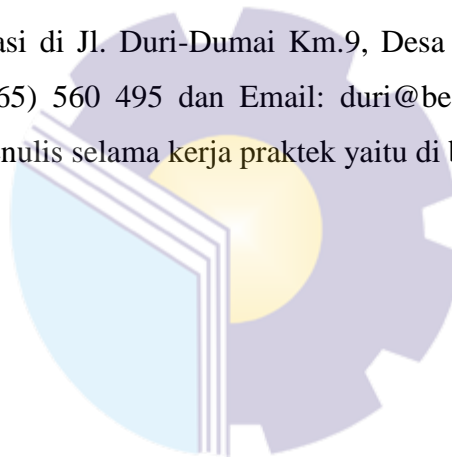 asi di Jl. Duri-Dumai Km.9, Desa
65) 560 495 dan Email: duri@be
nulis selama kerja praktek yaitu di